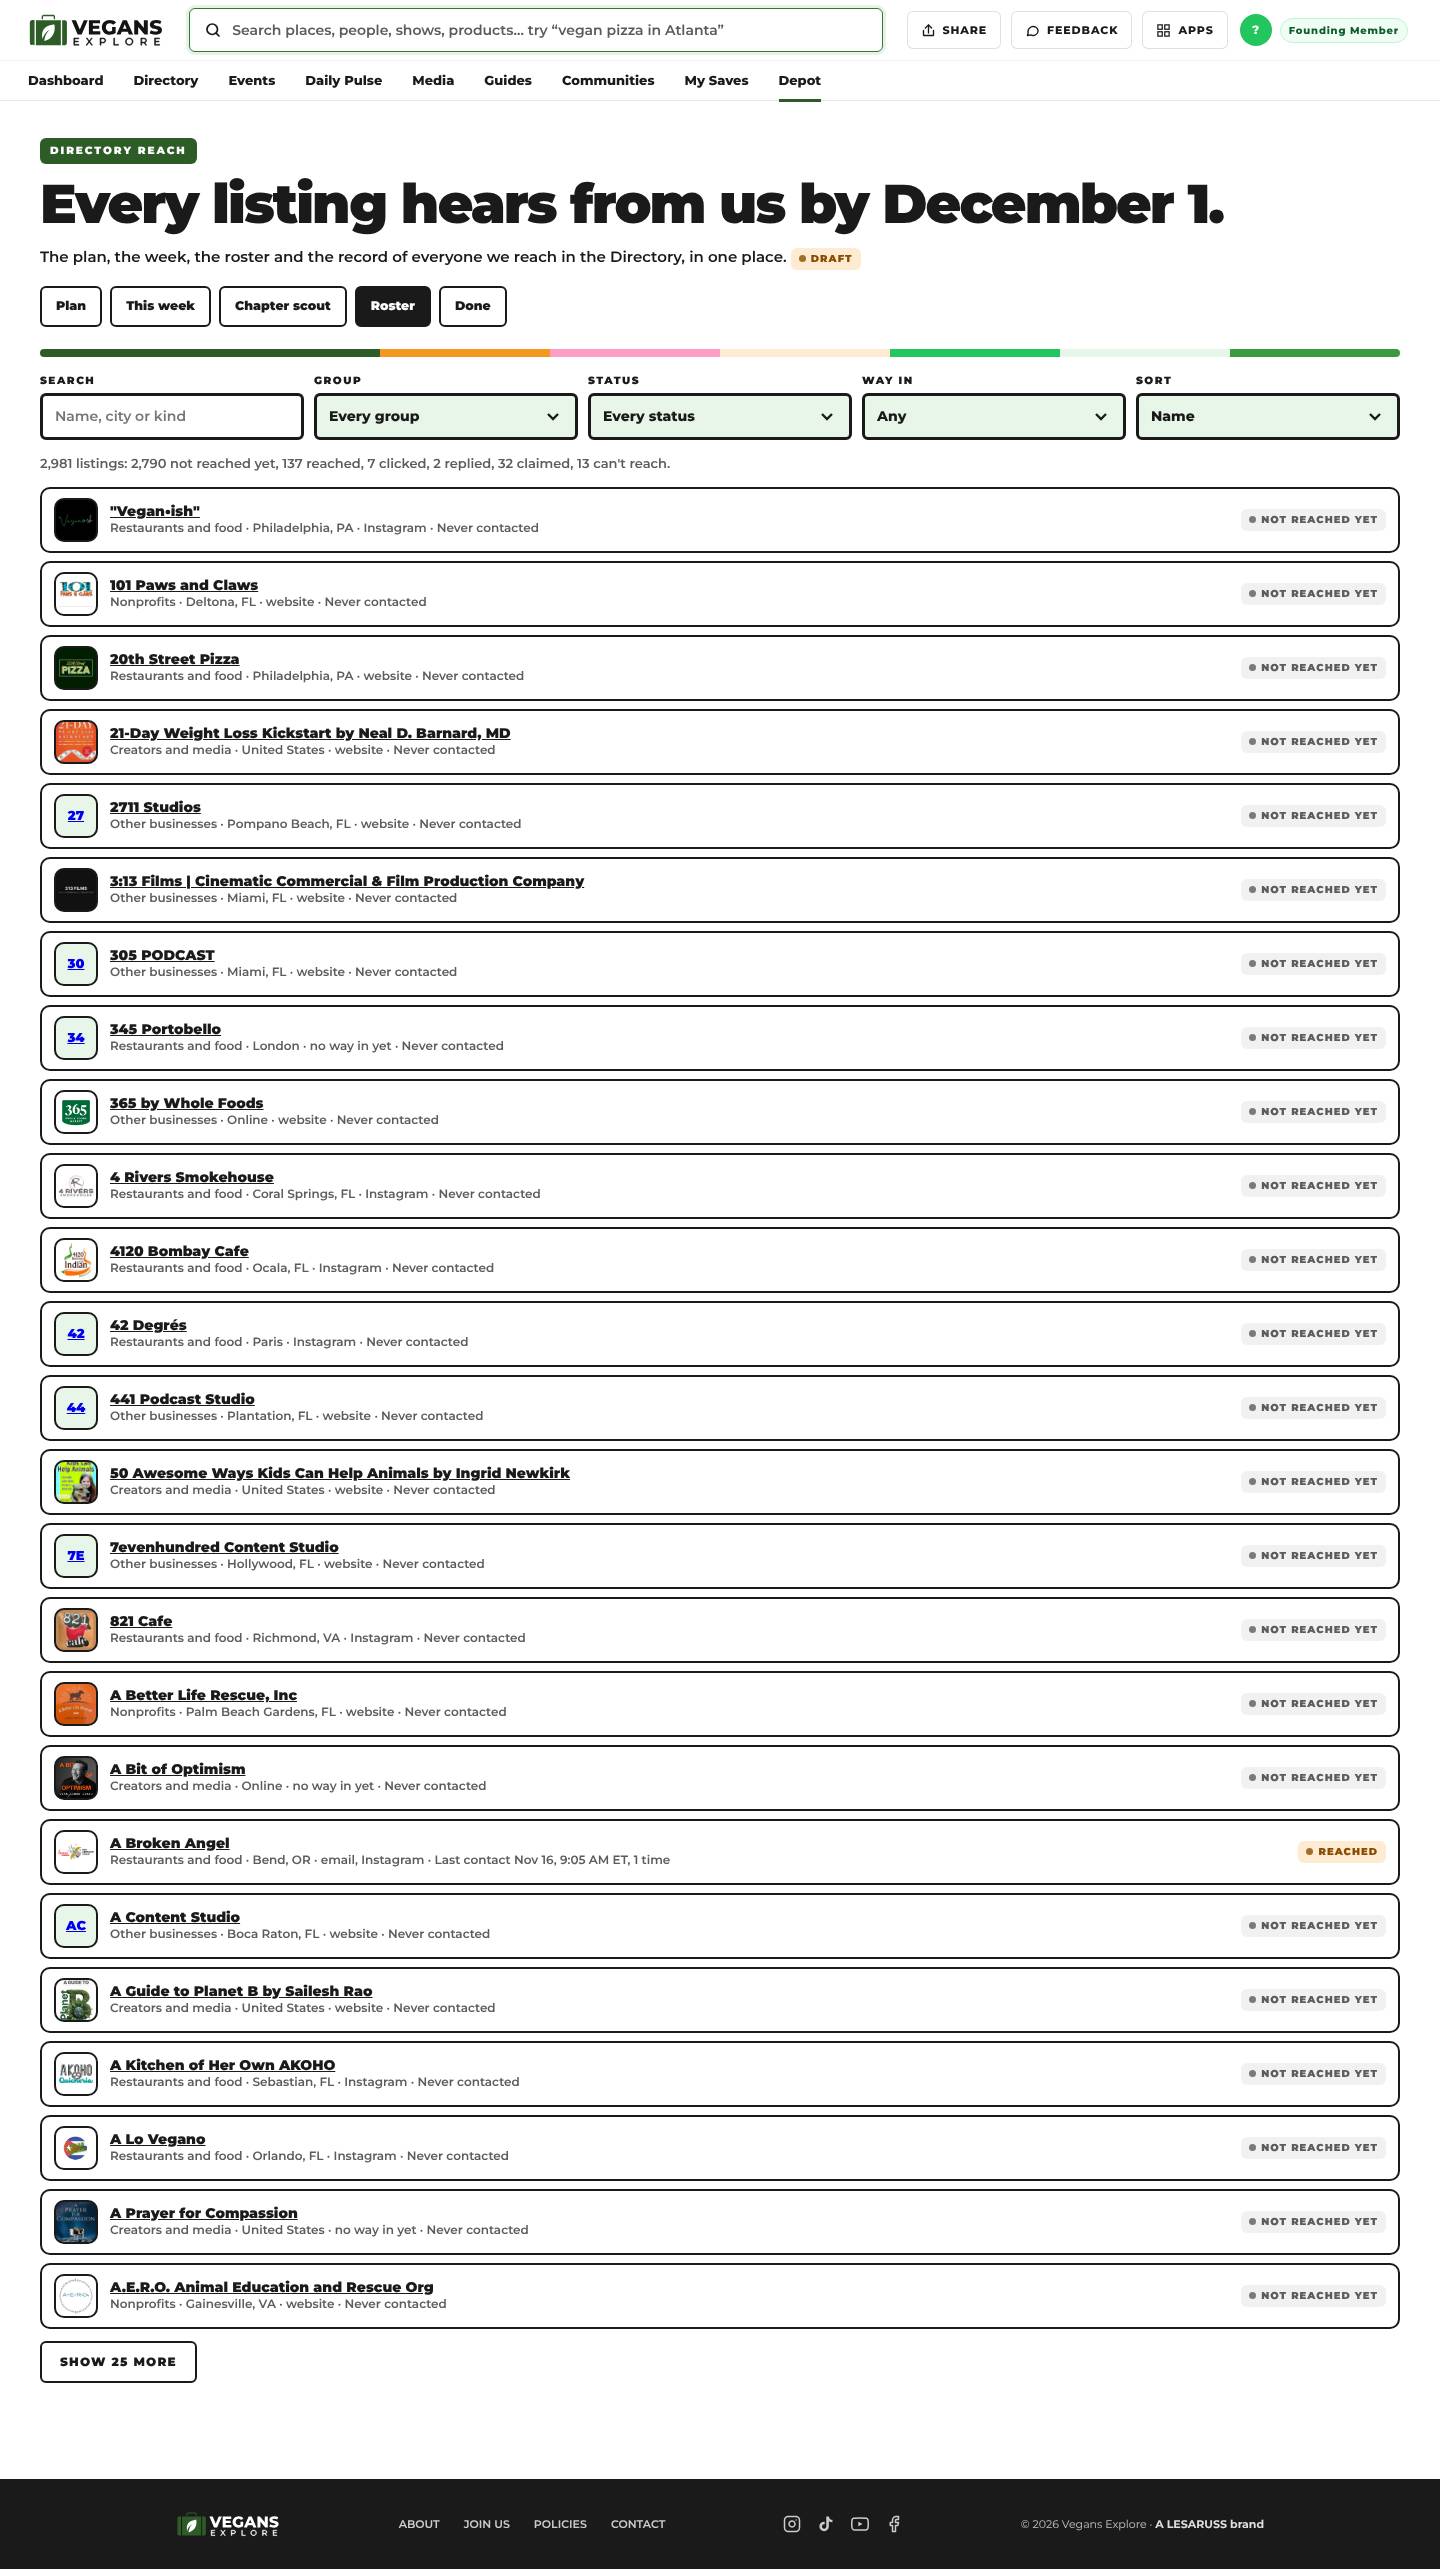 VEGANS
EXPLORE
Search places, people, shows, products... try “vegan pizza in Atlanta”
SHARE
FEEDBACK
APPS
?
Founding Member
Dashboard
Directory
Events
Daily Pulse
Media
Guides
Communities
My Saves
Depot
DIRECTORY REACH
Every listing hears from us by December 1.
The plan, the week, the roster and the record of everyone we reach in the Directory, in one place. DRAFT
Plan
This week
Chapter scout
Roster
Done
SEARCH
GROUP
STATUS
WAY IN
SORT
Name, city or kind
Every group
Every status
Any
Name
2,981 listings: 2,790 not reached yet, 137 reached, 7 clicked, 2 replied, 32 claimed, 13 can't reach.
"Vegan•ish"
Restaurants and food · Philadelphia, PA · Instagram · Never contacted
NOT REACHED YET
101 Paws and Claws
Nonprofits · Deltona, FL · website · Never contacted
NOT REACHED YET
PIZZA
20th Street Pizza
Restaurants and food · Philadelphia, PA · website · Never contacted
NOT REACHED YET
21-Day Weight Loss Kickstart by Neal D. Barnard, MD
Creators and media · United States · website · Never contacted
NOT REACHED YET
27
2711 Studios
Other businesses · Pompano Beach, FL · website · Never contacted
NOT REACHED YET
3:13 Films | Cinematic Commercial & Film Production Company
Other businesses · Miami, FL · website · Never contacted
NOT REACHED YET
30
305 PODCAST
Other businesses · Miami, FL · website · Never contacted
NOT REACHED YET
34
345 Portobello
Restaurants and food · London · no way in yet · Never contacted
NOT REACHED YET
365
365 by Whole Foods
Other businesses · Online · website · Never contacted
NOT REACHED YET
4 RIVERS
4 Rivers Smokehouse
Restaurants and food · Coral Springs, FL · Instagram · Never contacted
NOT REACHED YET
4120
Indian
4120 Bombay Cafe
Restaurants and food · Ocala, FL · Instagram · Never contacted
NOT REACHED YET
42
42 Degrés
Restaurants and food · Paris · Instagram · Never contacted
NOT REACHED YET
44
441 Podcast Studio
Other businesses · Plantation, FL · website · Never contacted
NOT REACHED YET
Help Animals
50 Awesome Ways Kids Can Help Animals by Ingrid Newkirk
Creators and media · United States · website · Never contacted
NOT REACHED YET
7E
7evenhundred Content Studio
Other businesses · Hollywood, FL · website · Never contacted
NOT REACHED YET
821
cafe
821 Cafe
Restaurants and food · Richmond, VA · Instagram · Never contacted
NOT REACHED YET
A Better Life Rescue, Inc
Nonprofits · Palm Beach Gardens, FL · website · Never contacted
NOT REACHED YET
OPTIMISM
A Bit of Optimism
Creators and media · Online · no way in yet · Never contacted
NOT REACHED YET
A Broken Angel
Restaurants and food · Bend, OR · email, Instagram · Last contact Nov 16, 9:05 AM ET, 1 time
REACHED
AC
A Content Studio
Other businesses · Boca Raton, FL · website · Never contacted
NOT REACHED YET
A GUIDE TO
Planet
B
A Guide to Planet B by Sailesh Rao
Creators and media · United States · website · Never contacted
NOT REACHED YET
AKOHO
A Kitchen of Her Own AKOHO
Restaurants and food · Sebastian, FL · Instagram · Never contacted
NOT REACHED YET
A Lo Vegano
Restaurants and food · Orlando, FL · Instagram · Never contacted
NOT REACHED YET
A Prayer for Compassion
Creators and media · United States · no way in yet · Never contacted
NOT REACHED YET
A.E.R.O. Animal Education and Rescue Org
Nonprofits · Gainesville, VA · website · Never contacted
NOT REACHED YET
SHOW 25 MORE
VEGANS
EXPLORE
ABOUT
JOIN US
POLICIES
CONTACT
© 2026 Vegans Explore · A LESARUSS brand